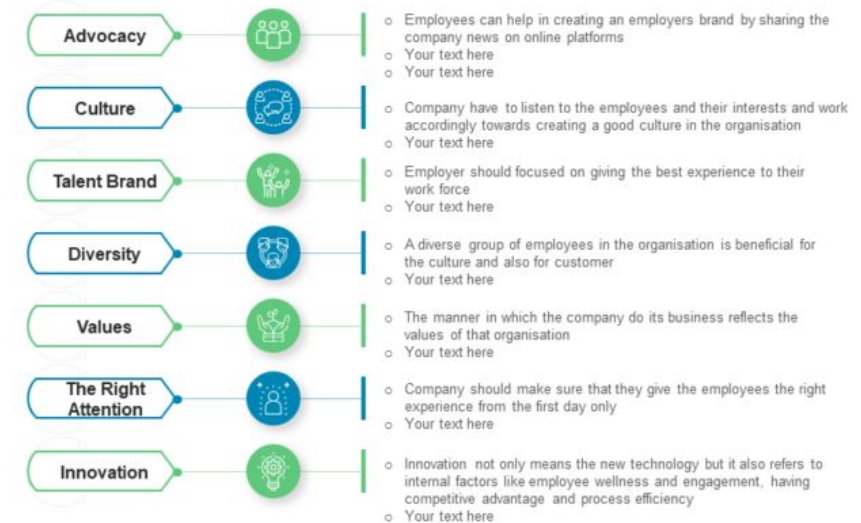 Advocacy
o Employees can help in creating an employers brand by sharing the
company news on online platforms
o Your text here
o Your text here
Culture
o Company have to listen to the employees and their interests and work
accordingly towards creating a good culture in the organisation
o Your text here
Talent Brand
o Employer should focused on giving the best experience to their
work force
o Your text here
Diversity
o A diverse group of employees in the organisation is beneficial for
the culture and also for customer
o Your text here
Values
o The manner in which the company do its business reflects the
values of that organisation
o Your text here
The Right
Attention
o Company should make sure that they give the employees the right
experience from the first day only
o Your text here
Innovation
o Innovation not only means the new technology but it also refers to
internal factors like employee wellness and engagement, having
competitive advantage and process efficiency
o Your text here